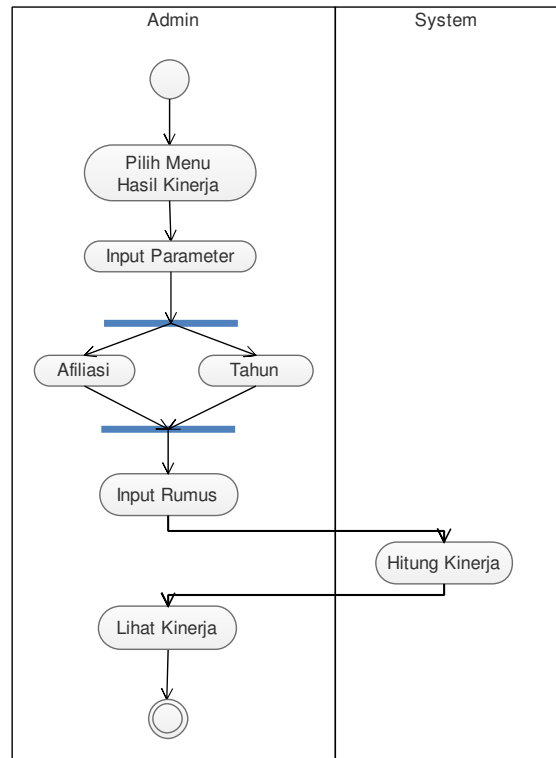 Admin
System
Pilih Menu
Hasil Kinerja
Input Parameter
Afiliasi
Tahun
Input Rumus
Hitung Kinerja
Lihat Kinerja